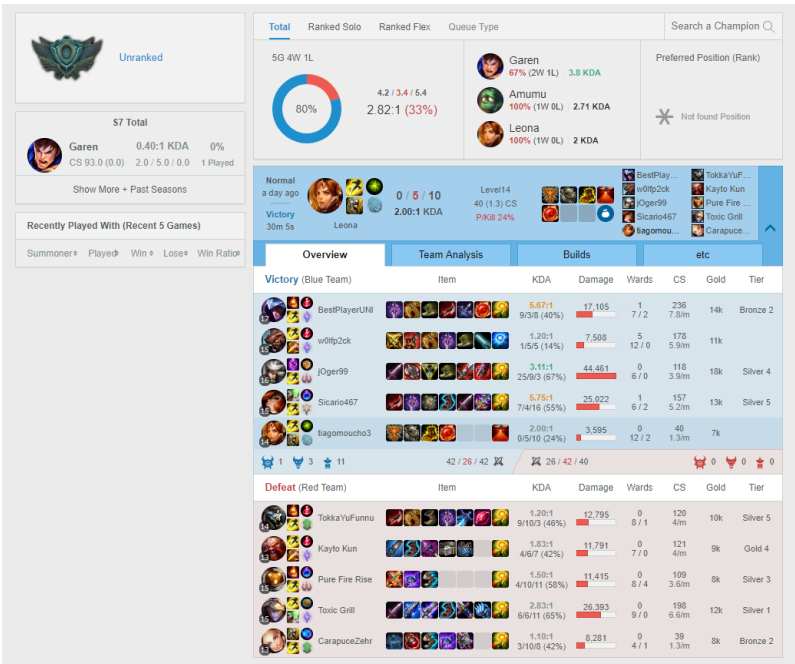 Unranked
S7 Total
Garen 0.40:1 KDA 0%
CS 93.0 (0.0) 2.0 / 5.0 / 0.0 1 Played
Show More + Past Seasons
Recently Played With (Recent 5 Games)
Summoner Played Win Lose Win Ratio
Total Ranked Solo Ranked Flex Queue Type Search a Champion
5G 4W 1L
80%
4.2 / 3.4 / 5.4
2.82:1 (33%)
Garen
67% (2W 1L) 3.8 KDA
Amumu
100% (1W 0L) 2.71 KDA
Leona
100% (1W 0L) 2 KDA
Preferred Position (Rank)
Not found Position
Normal
a day ago
Victory
30m 5s
Leona
0 / 5 / 10
2.00:1 KDA
Level14
40 (1.3) CS
P/Kill 24%
BestPlay... TokkaYuF...
w0lfp2ck Kayto Kun
jOger99 Pure Fire ...
Sicario467 Toxic Grill
tiagomou... Carapuce...
Overview Team Analysis Builds etc
Victory (Blue Team) Item KDA Damage Wards CS Gold Tier
17 BestPlayerUNI 5.67:1 17,105 1 236 14k Bronze 2
9/3/8 (40%) 7 / 2 7.8/m
15 w0lfp2ck 1.20:1 7,508 5 178 11k
1/5/5 (14%) 12 / 0 5.9/m
16 jOger99 3.11:1 44,461 0 118 18k Silver 4
25/9/3 (67%) 6 / 0 3.9/m
15 Sicario467 5.75:1 25,022 1 157 13k Silver 5
7/4/16 (55%) 6 / 2 5.2/m
14 tiagomoucho3 2.00:1 3,595 0 40 7k
0/5/10 (24%) 12 / 2 1.3/m
1 3 11 42 / 26 / 42 26 / 42 / 40 0 0 0
Defeat (Red Team) Item KDA Damage Wards CS Gold Tier
14 TokkaYuFunnu 1.20:1 12,795 0 120 10k Silver 5
9/10/3 (46%) 8 / 1 4/m
13 Kayto Kun 1.83:1 11,791 0 121 9k Gold 4
4/6/7 (42%) 7 / 0 4/m
15 Pure Fire Rise 1.50:1 11,415 0 109 8k Silver 3
4/10/11 (58%) 8 / 4 3.6/m
15 Toxic Grill 2.83:1 26,393 0 198 12k Silver 1
6/6/11 (65%) 9 / 0 6.6/m
13 CarapuceZehr 1.10:1 8,281 0 39 8k Bronze 2
3/10/8 (42%) 4 / 1 1.3/m